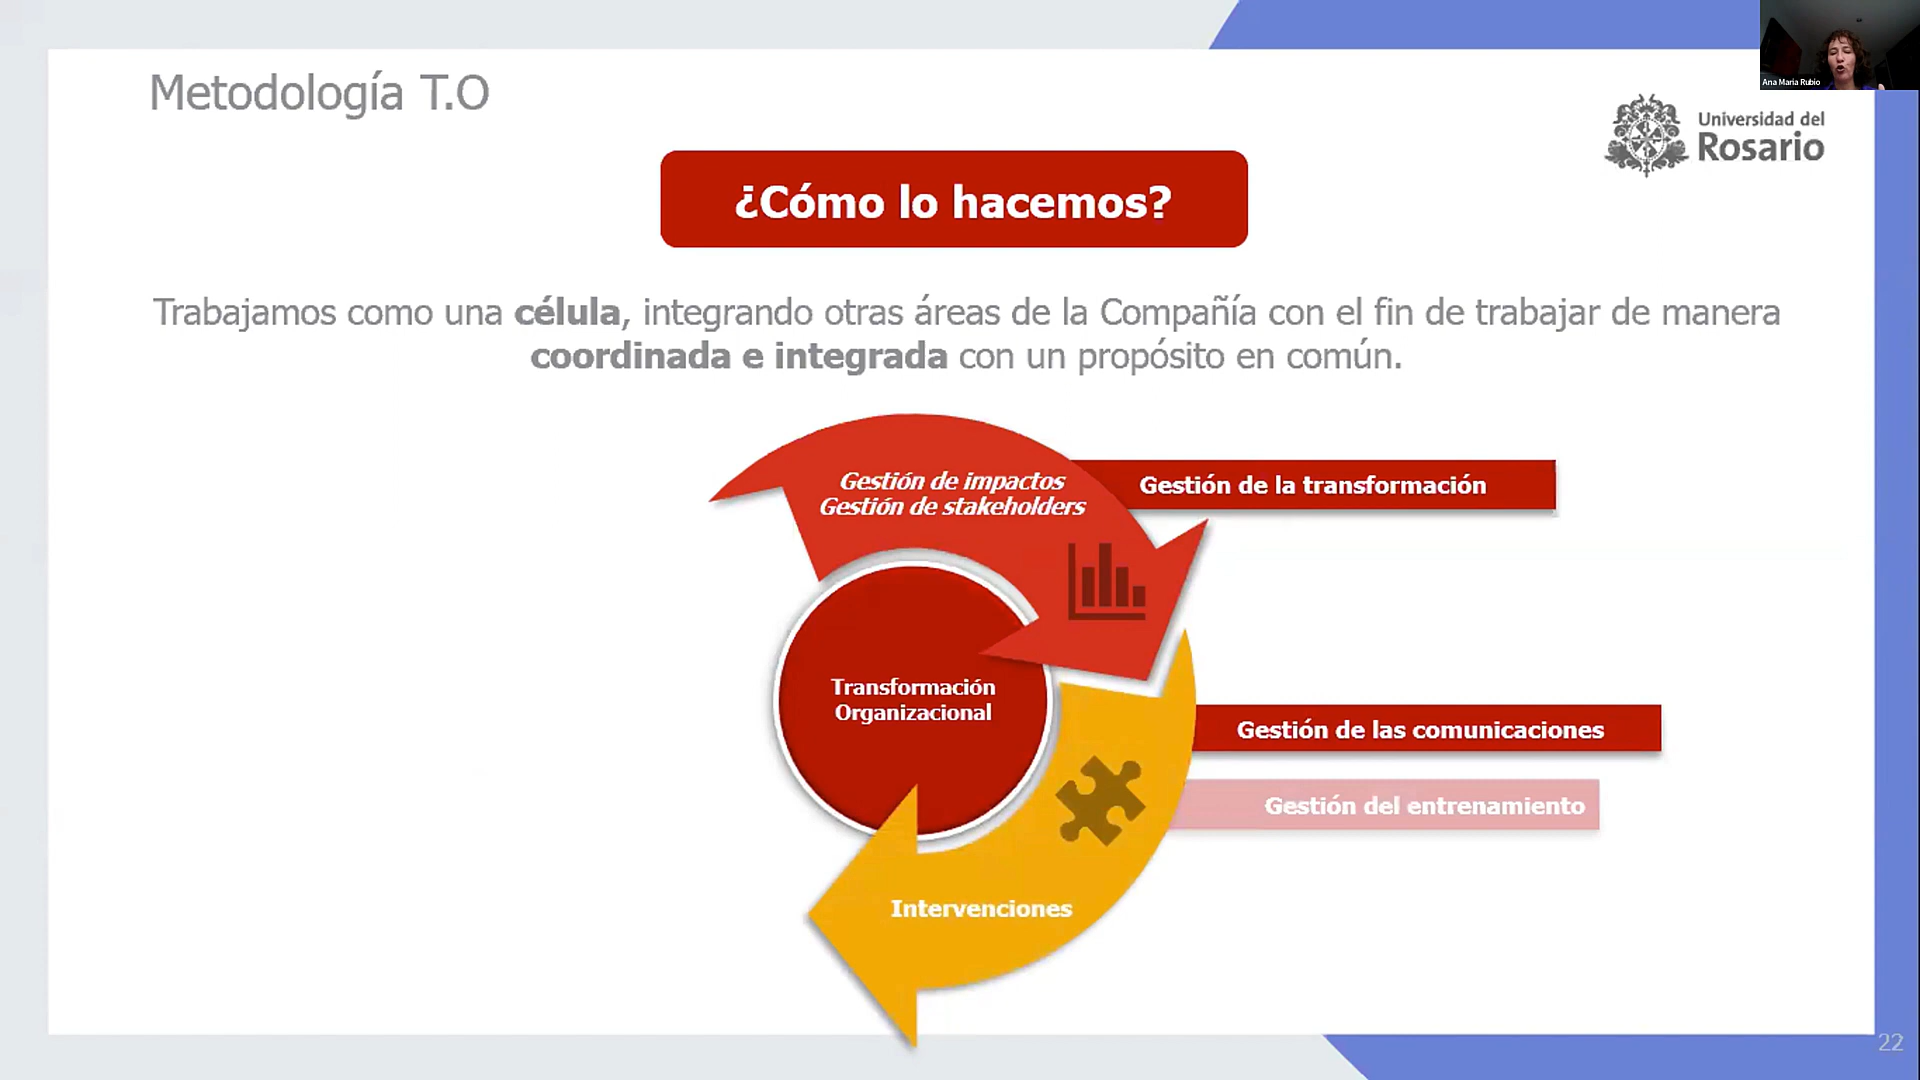 Ana Maria Rubio
Metodología T.O
Universidad del
Rosario
¿Cómo lo hacemos?
Trabajamos como una célula, integrando otras áreas de la Compañía con el fin de trabajar de manera
coordinada e integrada con un propósito en común.
Gestión de impactos
Gestión de stakeholders
Gestión de la transformación
Transformación
Organizacional
Gestión de las comunicaciones
Gestión del entrenamiento
Intervenciones
22